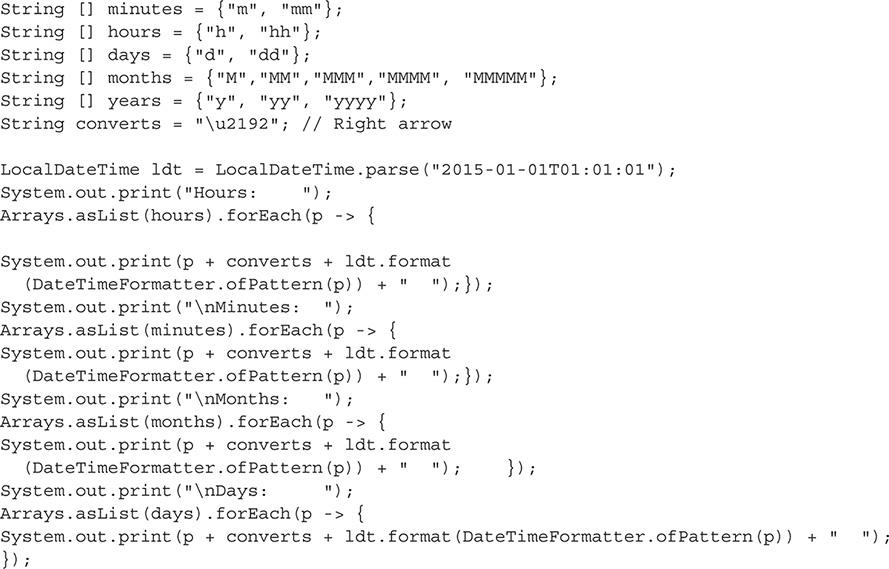 String [] minutes = {"m", "mm"};
String [] hours = {"h", "hh"};
String [] days = {"d", "dd"};
String [] months = {"M","MM","MMM","MMMM", "MMMMM"};
String [] years = {"y", "yy", "yyyy"};
String converts = "\u2192"; // Right arrow

LocalDateTime ldt = LocalDateTime.parse("2015-01-01T01:01:01");
System.out.print("Hours:    ");
Arrays.asList(hours).forEach(p -> {

System.out.print(p + converts + ldt.format
  (DateTimeFormatter.ofPattern(p)) + "  ");});
System.out.print("\nMinutes:  ");
Arrays.asList(minutes).forEach(p -> {
System.out.print(p + converts + ldt.format
  (DateTimeFormatter.ofPattern(p)) + "  ");});
System.out.print("\nMonths:   ");
Arrays.asList(months).forEach(p -> {
System.out.print(p + converts + ldt.format
  (DateTimeFormatter.ofPattern(p)) + "  ");    });
System.out.print("\nDays:     ");
Arrays.asList(days).forEach(p -> {
System.out.print(p + converts + ldt.format(DateTimeFormatter.ofPattern(p)) + "  ");
});